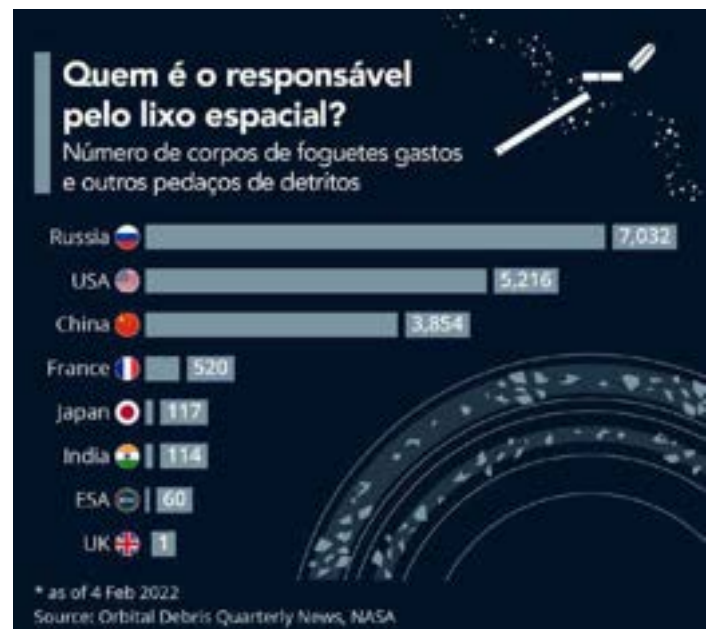 Quem é o responsável
pelo lixo espacial?
Número de corpos de foguetes gastos
e outros pedaços de detritos
Russia 7,032
USA 5,216
China 3,854
France 520
Japan 117
India 114
ESA 60
UK 1
* as of 4 Feb 2022
Source: Orbital Debris Quarterly News, NASA